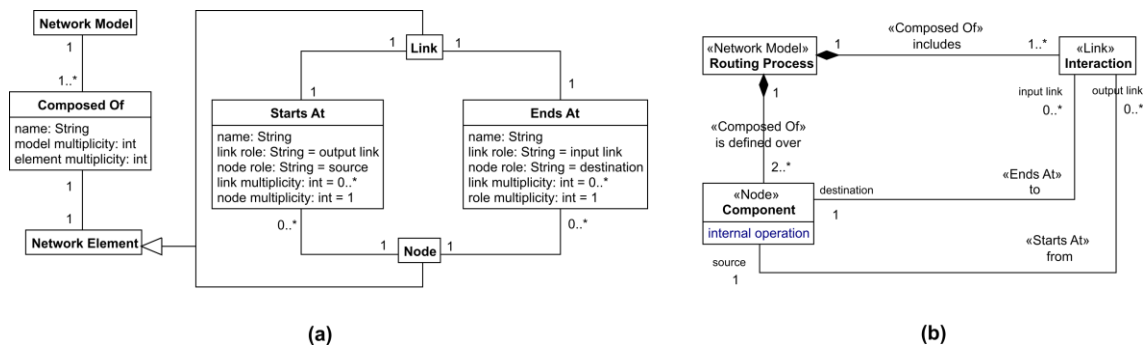 Network Model
1
1..*
Composed Of
name: String
model multiplicity: int
element multiplicity: int
1
1
Network Element
Link
1
1
1
1
Starts At
name: String
link role: String = output link
node role: String = source
link multiplicity: int = 0..*
node multiplicity: int = 1
0..*
Ends At
name: String
link role: String = input link
node role: String = destination
link multiplicity: int = 0..*
role multiplicity: int = 1
0..*
1
1
Node
(a)
«Network Model»
Routing Process
1
«Composed Of»
includes
1..*
«Link»
Interaction
input link
0..*
output link
0..*
1
«Composed Of»
is defined over
2..*
«Node»
Component
internal operation
destination
1
«Ends At»
to
«Starts At»
from
source
1
(b)